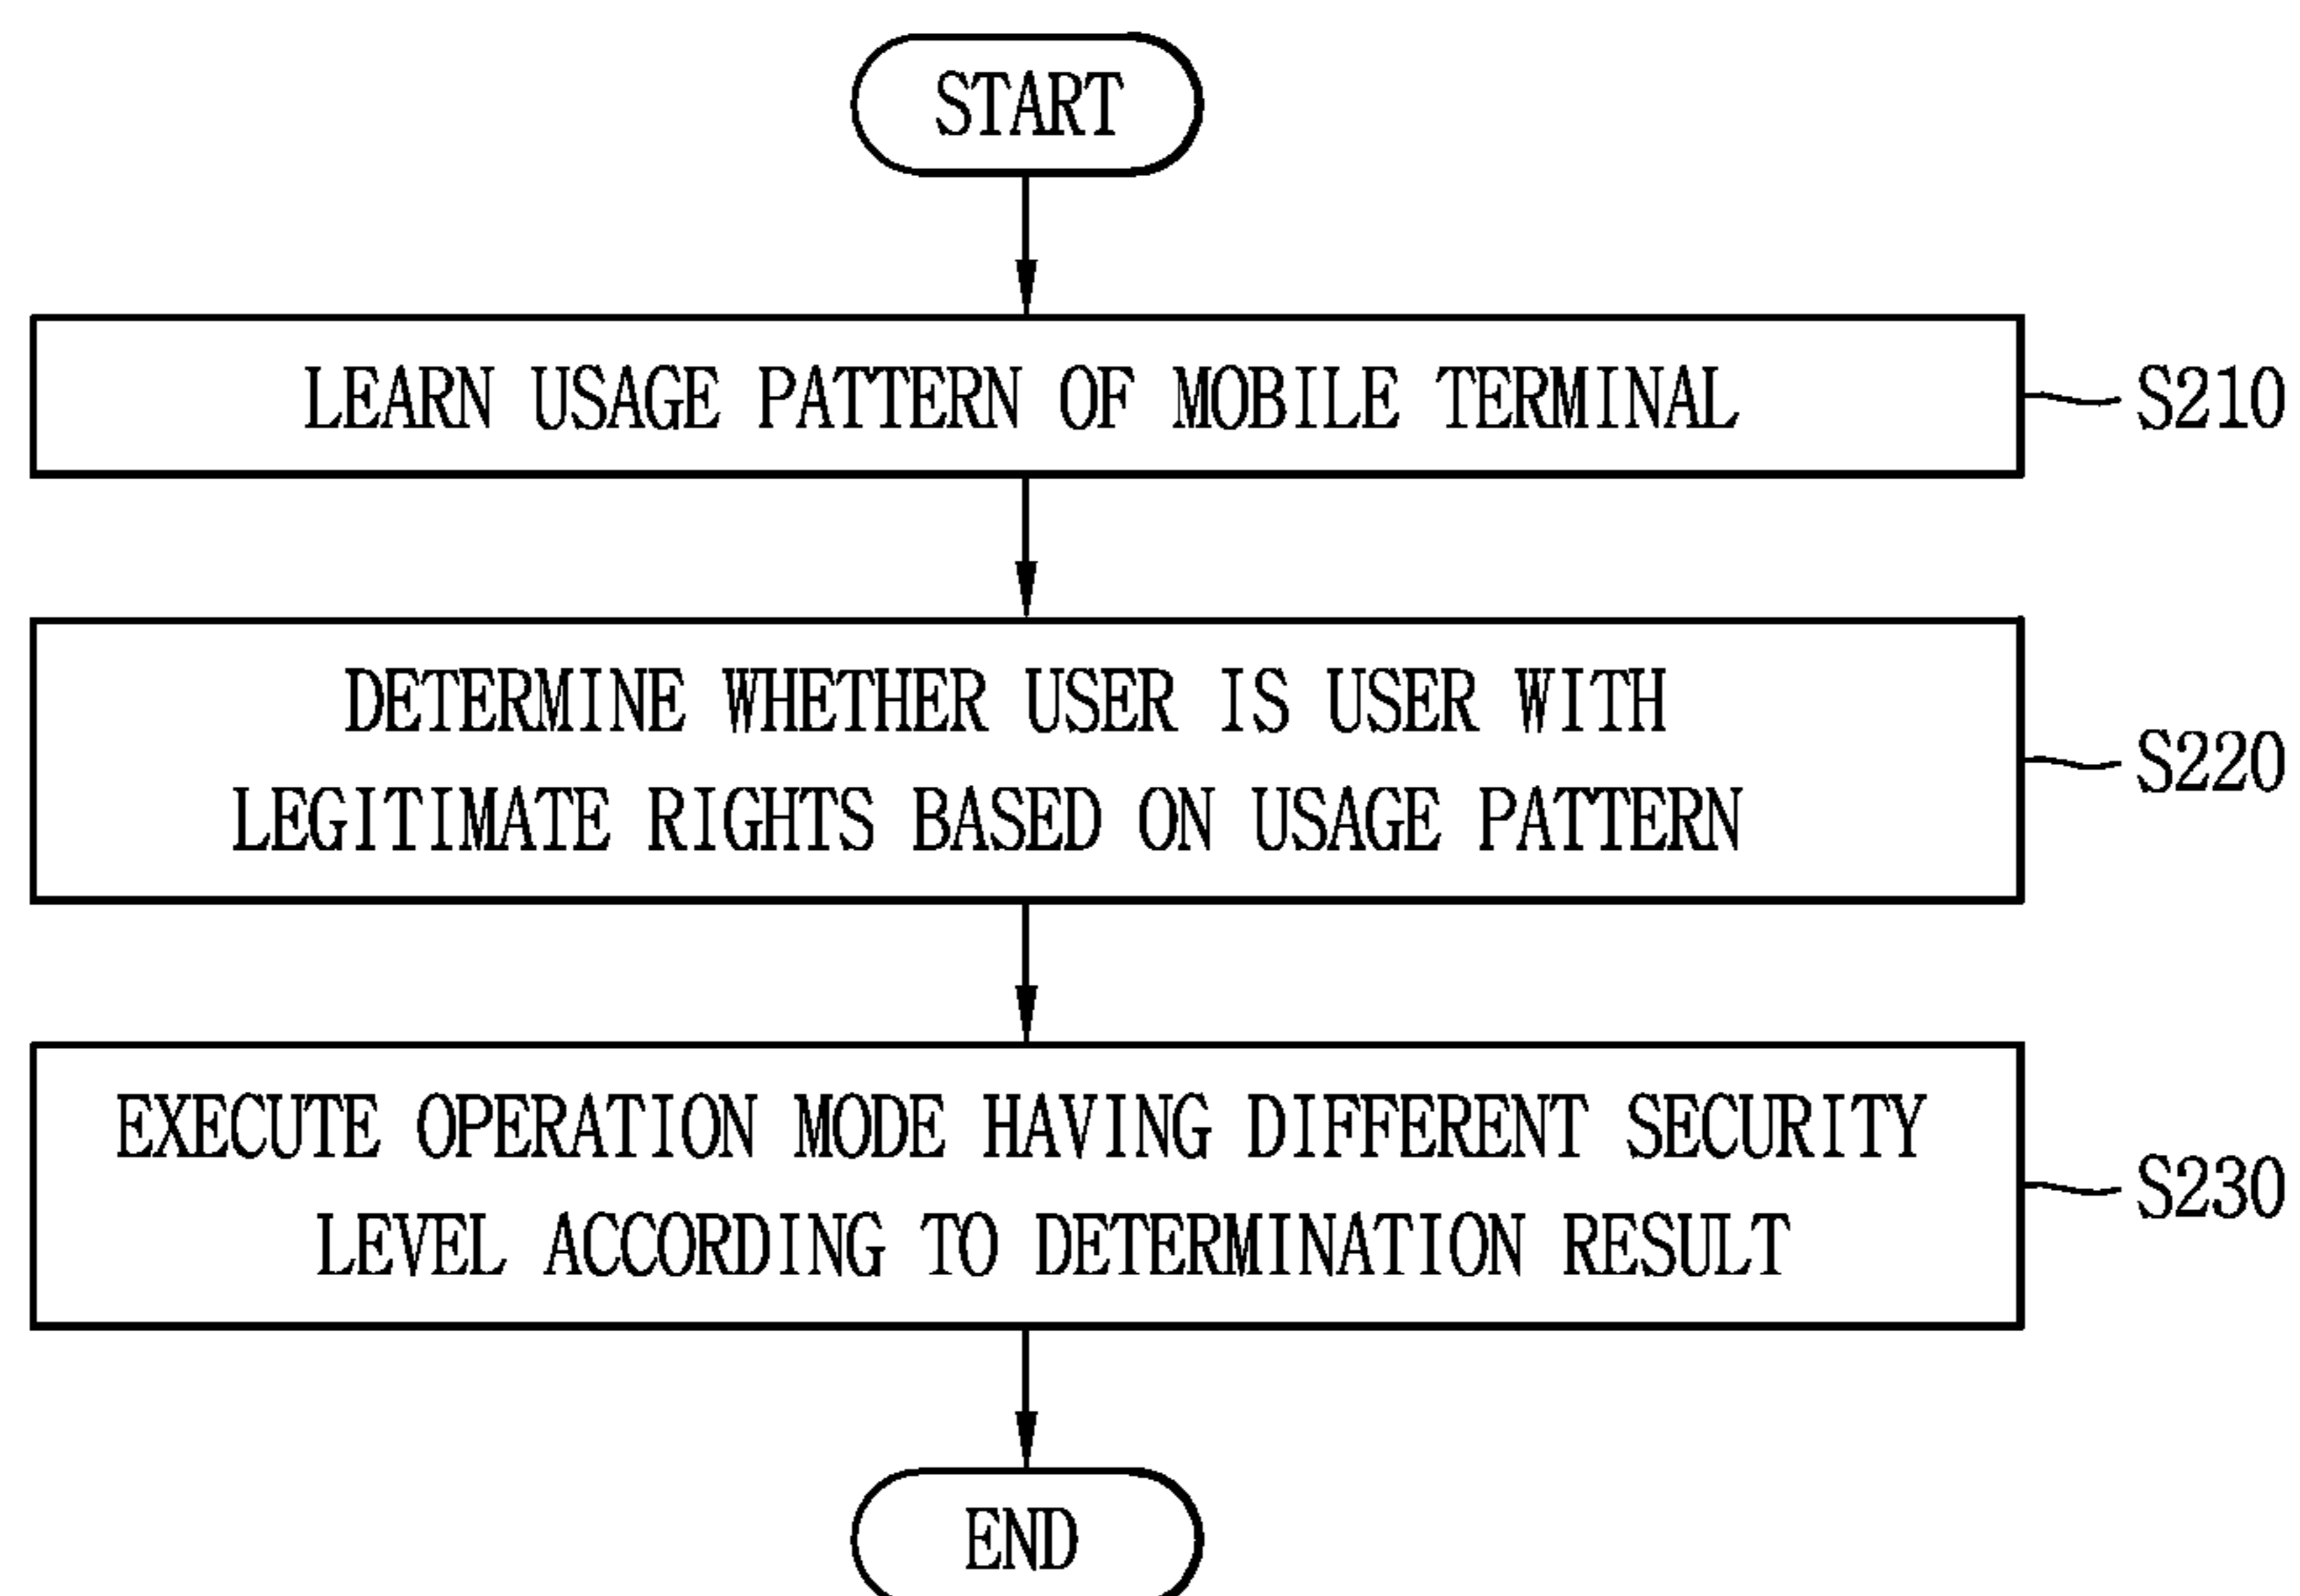 START
LEARN USAGE PATTERN OF MOBILE TERMINAL
S210
DETERMINE WHETHER USER IS USER WITH
LEGITIMATE RIGHTS BASED ON USAGE PATTERN
S220
EXECUTE OPERATION MODE HAVING DIFFERENT SECURITY
LEVEL ACCORDING TO DETERMINATION RESULT
S230
END